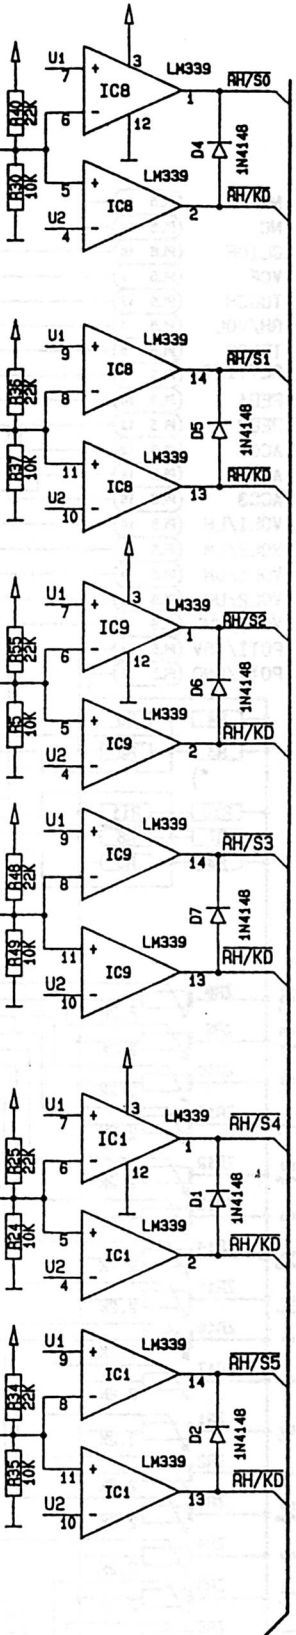 U1 7 + 3 LM339 RH/S0
IC8 1
R40 22K 6 - 12 D4 1N4148
R30 10K 5 + LM339 RH/KD
U2 4 - IC8 2
U1 9 + LM339 RH/S1
IC8 14
R36 22K 8 - D5 1N4148
R37 10K 11 + LM339 RH/KD
U2 10 - IC8 13
U1 7 + 3 LM339 RH/S2
IC9 1
R55 22K 6 - 12 D6 1N4148
R5 10K 5 + LM339 RH/KD
U2 4 - IC9 2
U1 9 + LM339 RH/S3
IC9 14
R48 22K 8 - D7 1N4148
R49 10K 11 + LM339 RH/KD
U2 10 - IC9 13
U1 7 + 3 LM339 RH/S4
IC1 1
R25 22K 6 - 12 D1 1N4148
R24 10K 5 + LM339 RH/KD
U2 4 - IC1 2
U1 9 + LM339 RH/S5
IC1 14
R34 22K 8 - D2 1N4148
R35 10K 11 + LM339 RH/KD
U2 10 - IC1 13